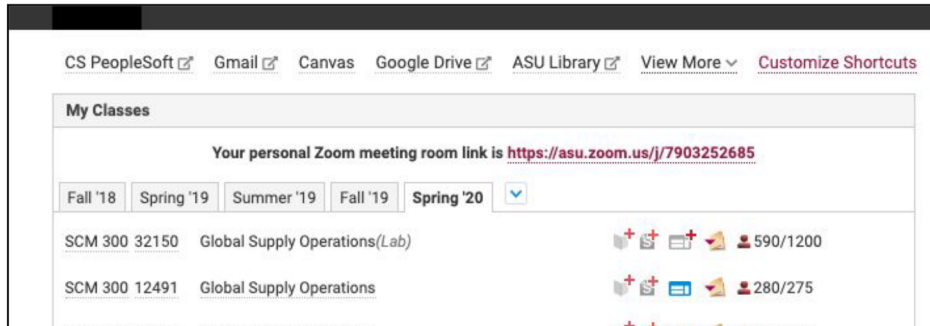 CS PeopleSoft Gmail Canvas Google Drive ASU Library View More Customize Shortcuts
My Classes
Your personal Zoom meeting room link is https://asu.zoom.us/j/7903252685
Fall '18 Spring '19 Summer '19 Fall '19 Spring '20
SCM 300 32150 Global Supply Operations(Lab) 590/1200
SCM 300 12491 Global Supply Operations 280/275